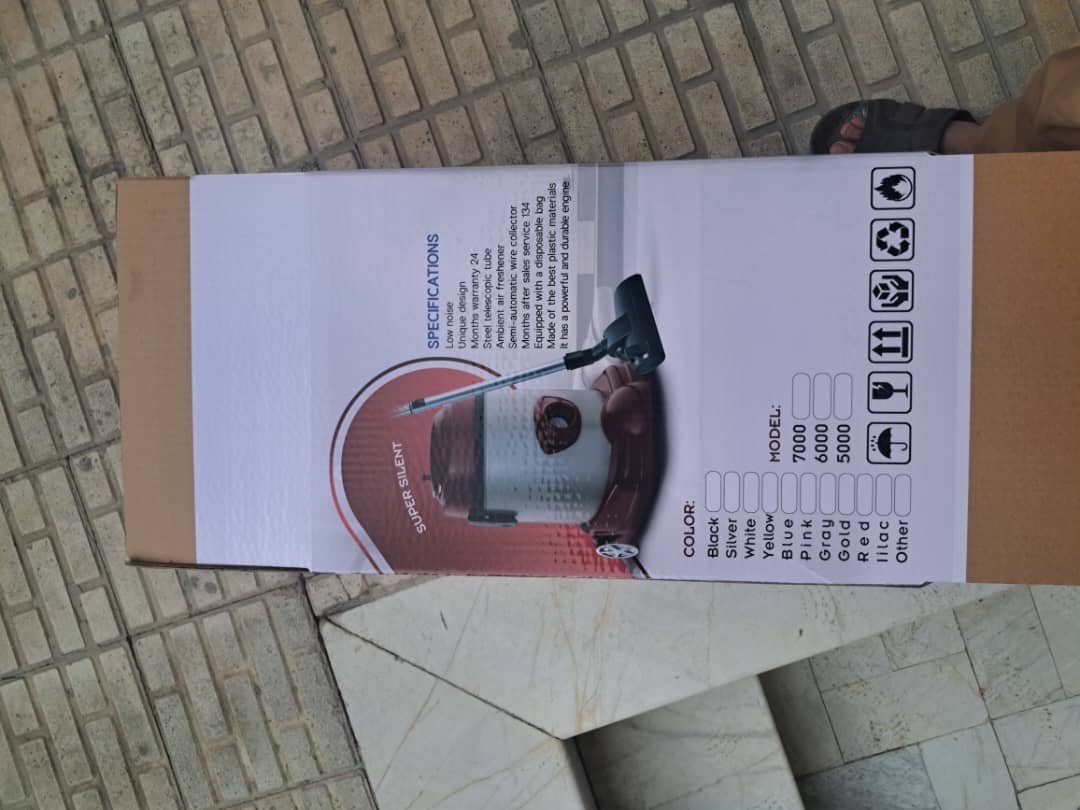 SPECIFICATIONS
Low noise
Unique design
Months warranty 24
Steel telescopic tube
Ambient air freshener
Semi-automatic wire collector
Months after sales service 134
Equipped with a disposable bag
Made of the best plastic materials
It has a powerful and durable engine
SUPER SILENT
COLOR:
Black
Silver
White
Yellow
Blue
Pink
Gray
Gold
Red
lilac
Other
MODEL:
7000
6000
5000